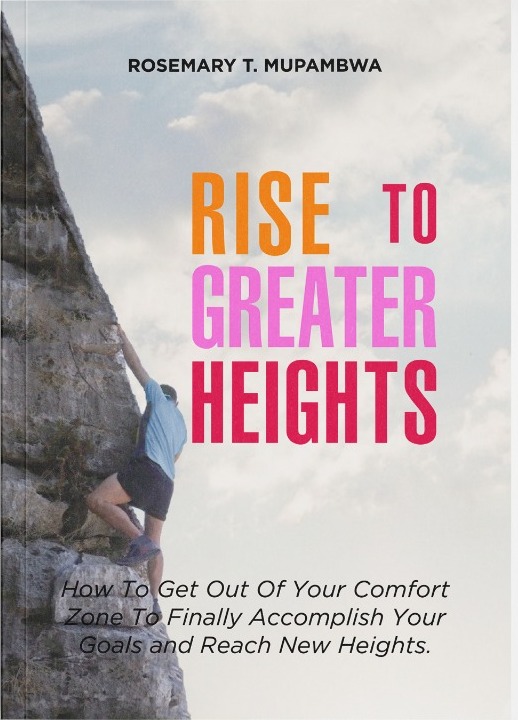 ROSEMARY T. MUPAMBWA
RISE TO
GREATER
HEIGHTS
How To Get Out Of Your Comfort
Zone To Finally Accomplish Your
Goals and Reach New Heights.